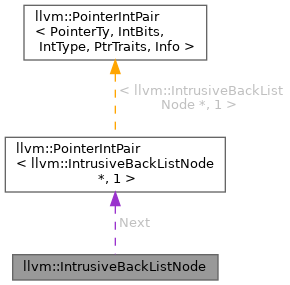 llvm::PointerIntPair
< PointerTy, IntBits,
IntType, PtrTraits, Info >
< llvm::IntrusiveBackList
Node *, 1 >
llvm::PointerIntPair
< llvm::IntrusiveBackListNode
*, 1 >
Next
llvm::IntrusiveBackListNode